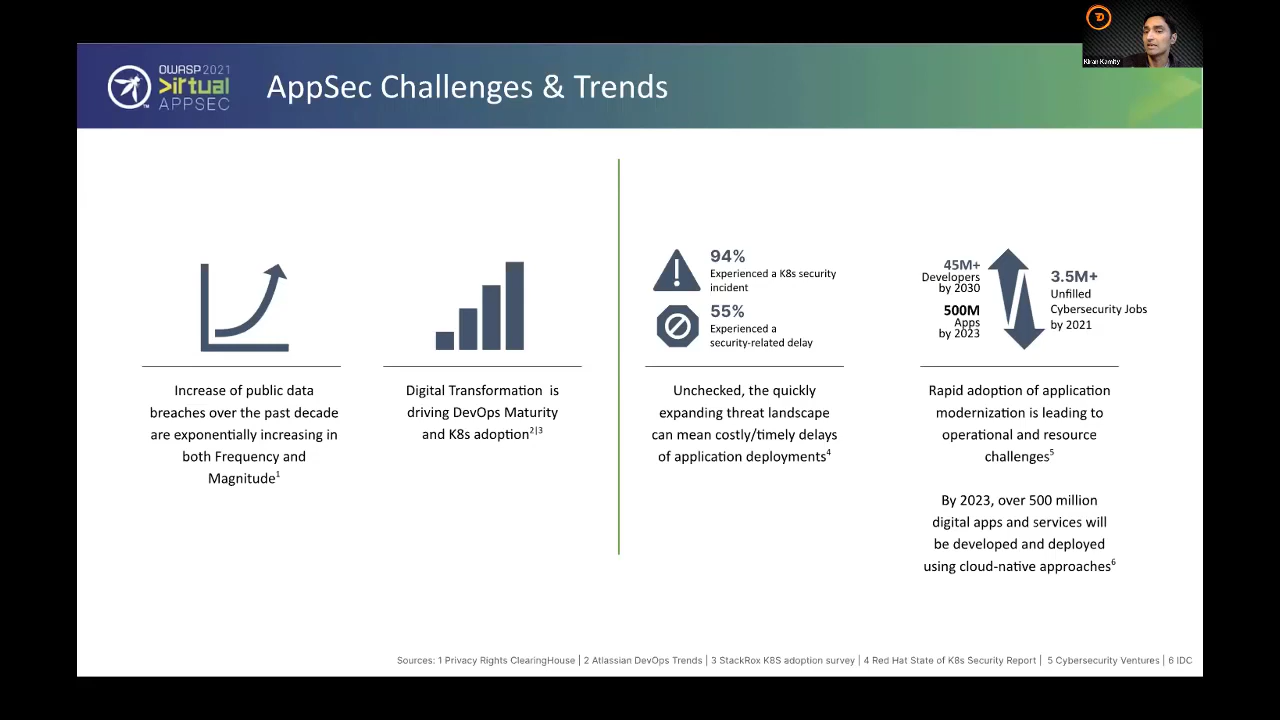 OWASP 2021
>irtual
APPSEC
TM
AppSec Challenges & Trends
Kiran Kamity
Increase of public data
breaches over the past decade
are exponentially increasing in
both Frequency and
Magnitude1
Digital Transformation is
driving DevOps Maturity
and K8s adoption2|3
94%
Experienced a K8s security
incident
55%
Experienced a
security-related delay
Unchecked, the quickly
expanding threat landscape
can mean costly/timely delays
of application deployments4
45M+
Developers
by 2030
500M
Apps
by 2023
3.5M+
Unfilled
Cybersecurity Jobs
by 2021
Rapid adoption of application
modernization is leading to
operational and resource
challenges5
By 2023, over 500 million
digital apps and services will
be developed and deployed
using cloud-native approaches6
Sources: 1 Privacy Rights ClearingHouse | 2 Atlassian DevOps Trends | 3 StackRox K8S adoption survey | 4 Red Hat State of K8s Security Report | 5 Cybersecurity Ventures | 6 IDC